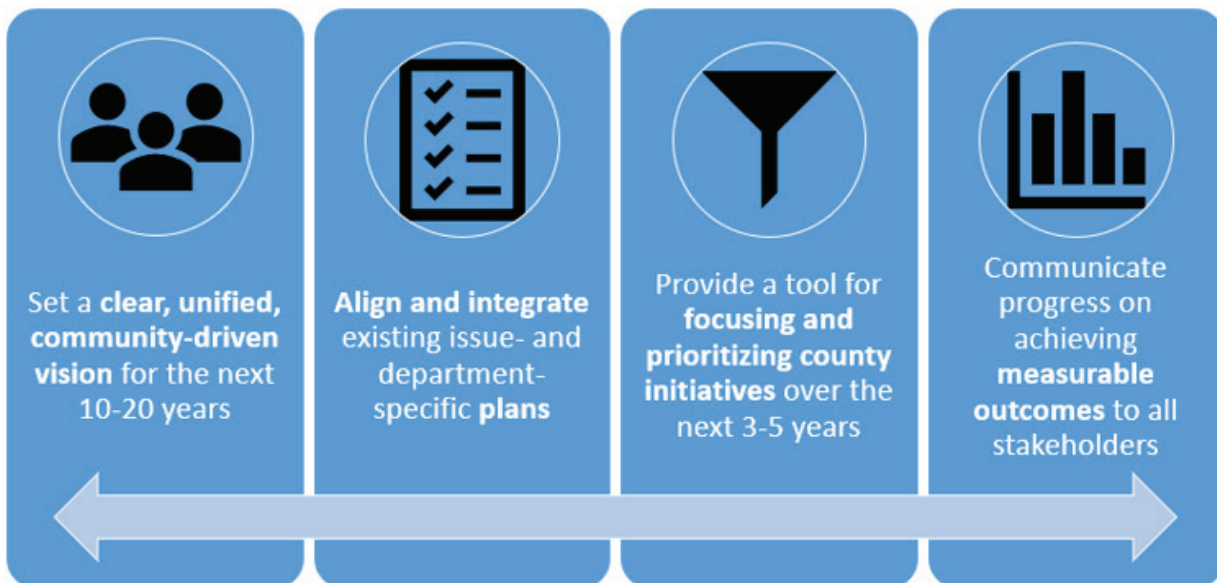 Set a clear, unified,
community-driven
vision for the next
10-20 years
Align and integrate
existing issue- and
department-
specific plans
Provide a tool for
focusing and
prioritizing county
initiatives over the
next 3-5 years
Communicate
progress on
achieving
measurable
outcomes to all
stakeholders